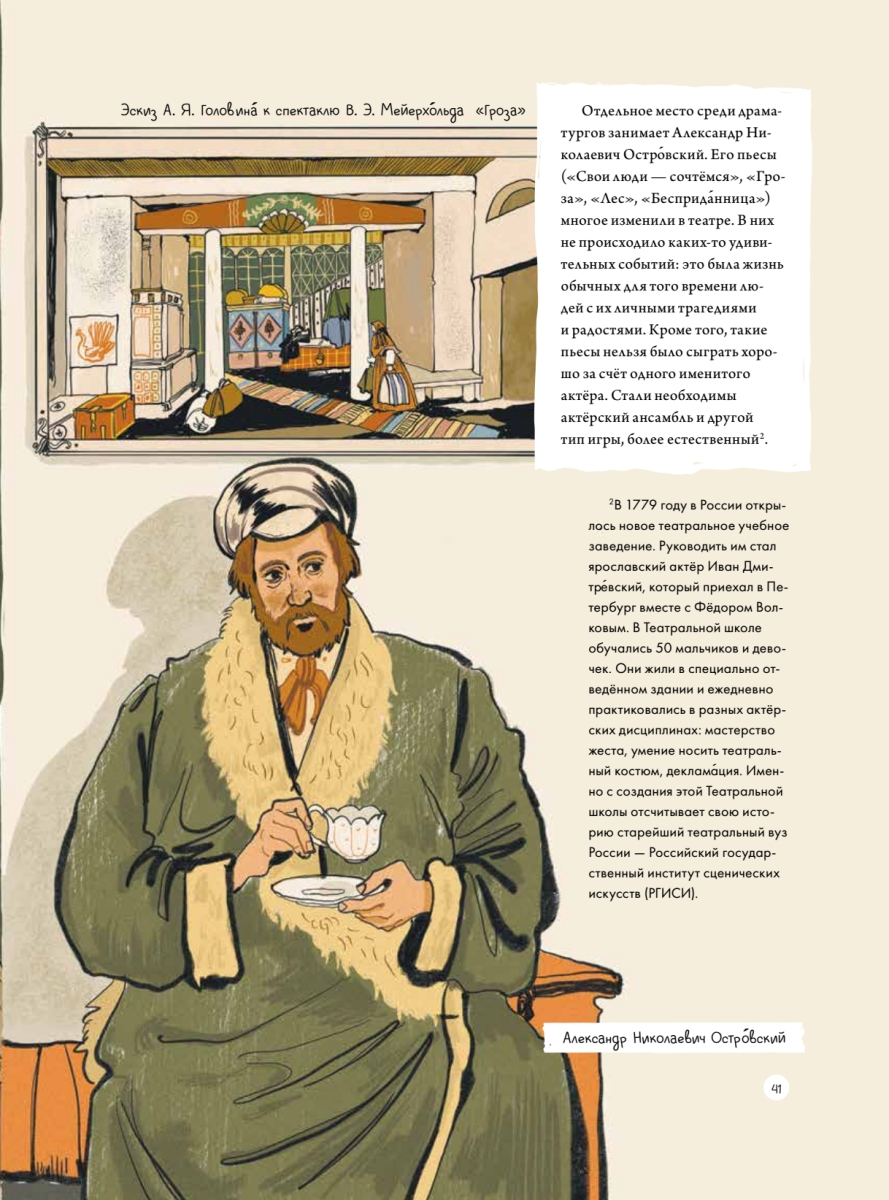 Эскиз А. Я. Головина́ к спектаклю В. Э. Мейерхо́льда «Гроза»
Отдельное место среди драма-
тургов занимает Александр Ни-
колаевич Остро́вский. Его пьесы
(«Свои люди — сочтёмся», «Гро-
за», «Лес», «Бесприда́нница»)
многое изменили в театре. В них
не происходило каких-то удиви-
тельных событий: это была жизнь
обычных для того времени лю-
дей с их личными трагедиями
и радостями. Кроме того, такие
пьесы нельзя было сыграть хоро-
шо за счёт одного именитого
актёра. Стали необходимы
актёрский ансамбль и другой
тип игры, более естественный².
²В 1779 году в России откры-
лось новое театральное учебное
заведение. Руководить им стал
ярославский актёр Иван Дми-
тре́вский, который приехал в Пе-
тербург вместе с Фёдором Вол-
ковым. В Театральной школе
обучались 50 мальчиков и дево-
чек. Они жили в специально от-
ведённом здании и ежедневно
практиковались в разных актёр-
ских дисциплинах: мастерство
жеста, умение носить театраль-
ный костюм, деклама́ция. Имен-
но с создания этой Театральной
школы отсчитывает свою исто-
рию старейший театральный вуз
России — Российский государ-
ственный институт сценических
искусств (РГИСИ).
Александр Николаевич Остро́вский
41